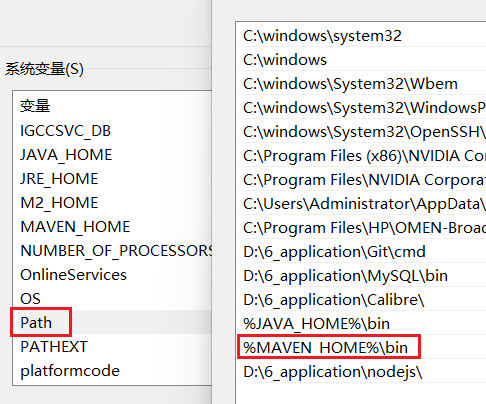 系统变量(S)
变量
IGCCSVC_DB
JAVA_HOME
JRE_HOME
M2_HOME
MAVEN_HOME
NUMBER_OF_PROCESSORS
OnlineServices
OS
Path
PATHEXT
platformcode
C:\windows\system32
C:\windows
C:\windows\System32\Wbem
C:\windows\System32\WindowsP
C:\windows\System32\OpenSSH\
C:\Program Files (x86)\NVIDIA Cor
C:\Program Files\NVIDIA Corporat
C:\Users\Administrator\AppData\
C:\Program Files\HP\OMEN-Broad
D:\6_application\Git\cmd
D:\6_application\MySQL\bin
D:\6_application\Calibre\
%JAVA_HOME%\bin
%MAVEN_HOME%\bin
D:\6_application\nodejs\